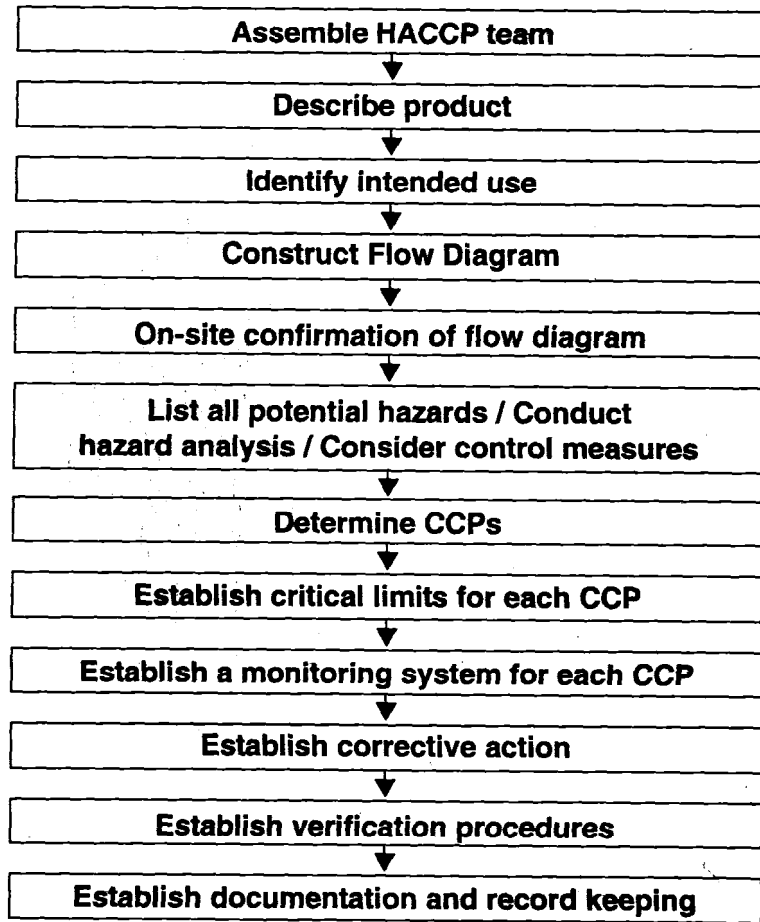 Assemble HACCP team
Describe product
Identify intended use
Construct Flow Diagram
On-site confirmation of flow diagram
List all potential hazards / Conduct
hazard analysis / Consider control measures
Determine CCPs
Establish critical limits for each CCP
Establish a monitoring system for each CCP
Establish corrective action
Establish verification procedures
Establish documentation and record keeping